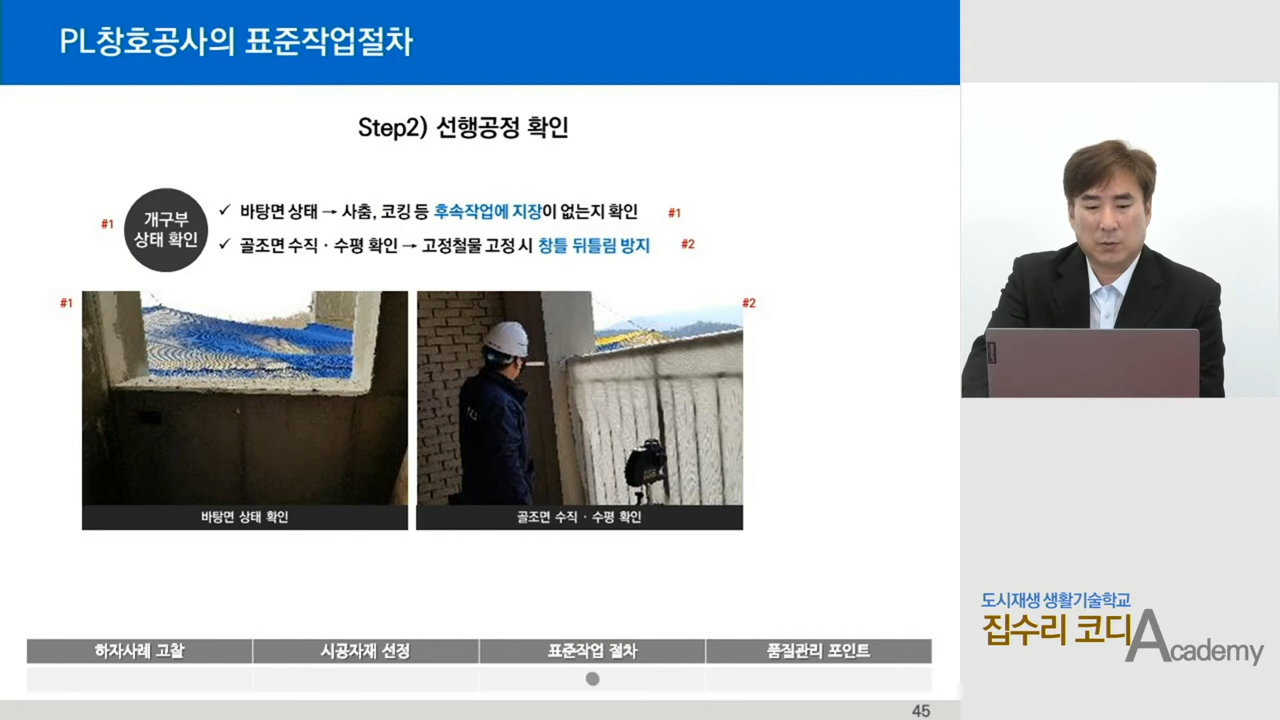 PL창호공사의 표준작업절차
Step2) 선행공정 확인
#1
개구부
상태 확인
✓ 바탕면 상태 → 사춤, 코킹 등 후속작업에 지장이 없는지 확인 #1
✓ 골조면 수직 · 수평 확인 → 고정철물 고정 시 창틀 뒤틀림 방지 #2
#1
#2
바탕면 상태 확인
골조면 수직 · 수평 확인
하자사례 고찰
시공자재 선정
표준작업 절차
품질관리 포인트
45
도시재생 생활기술학교
집수리 코디 Academy
Lenovo